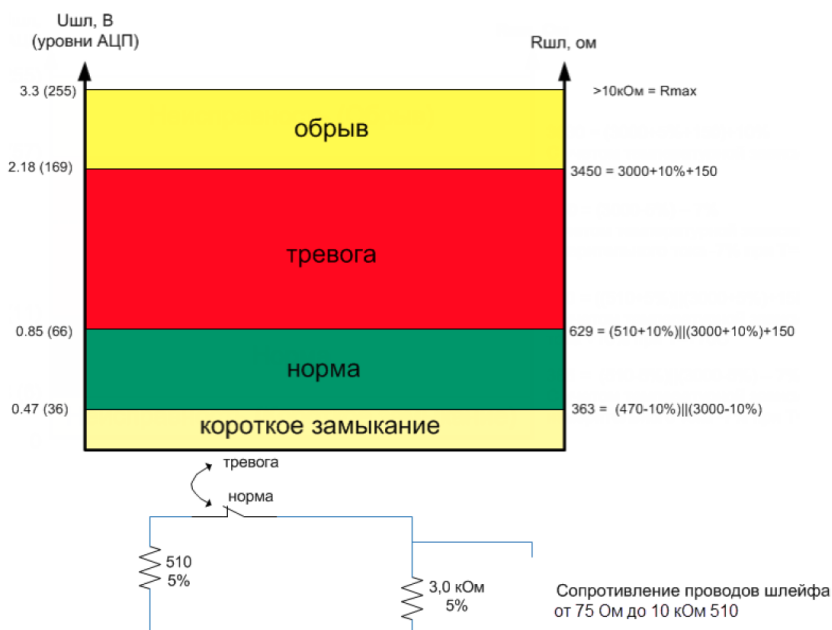 Uшл, В
(уровни АЦП)
Rшл, ом
3.3 (255)
>10кОм = Rmax
обрыв
2.18 (169)
3450 = 3000+10%+150
тревога
0.85 (66)
629 = (510+10%)||(3000+10%)+150
норма
0.47 (36)
363 = (470-10%)||(3000-10%)
короткое замыкание
тревога
норма
510
5%
3,0 кОм
5%
Сопротивление проводов шлейфа
от 75 Ом до 10 кОм 510